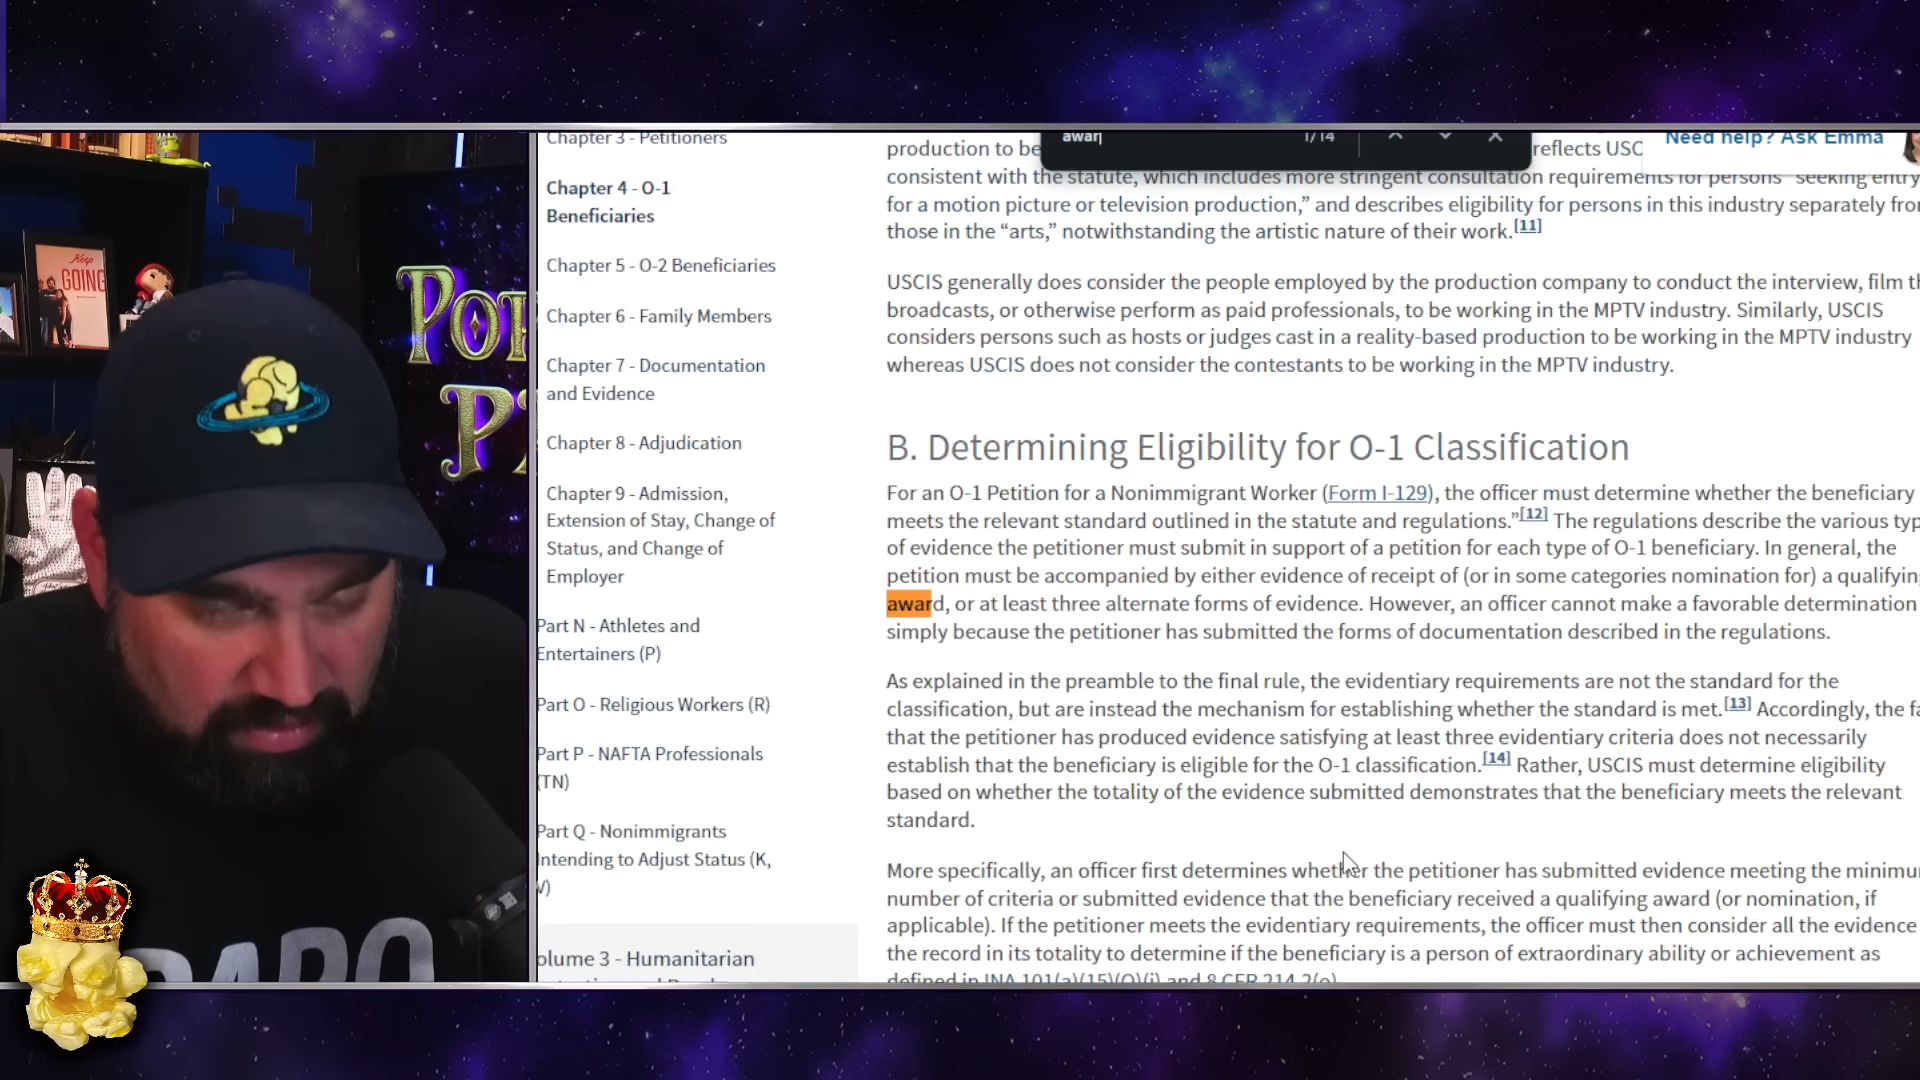 awar
1/14
Need help? Ask Emma
Chapter 3 - Petitioners
Chapter 4 - O-1
Beneficiaries
Chapter 5 - O-2 Beneficiaries
Chapter 6 - Family Members
Chapter 7 - Documentation
and Evidence
Chapter 8 - Adjudication
Chapter 9 - Admission,
Extension of Stay, Change of
Status, and Change of
Employer
Part N - Athletes and
Entertainers (P)
Part O - Religious Workers (R)
Part P - NAFTA Professionals
(TN)
Part Q - Nonimmigrants
Intending to Adjust Status (K,
V)
olume 3 - Humanitarian
production to be reflects USC
consistent with the statute, which includes more stringent consultation requirements for persons “seeking entry
for a motion picture or television production,” and describes eligibility for persons in this industry separately fro
those in the “arts,” notwithstanding the artistic nature of their work.[11]
USCIS generally does consider the people employed by the production company to conduct the interview, film th
broadcasts, or otherwise perform as paid professionals, to be working in the MPTV industry. Similarly, USCIS
considers persons such as hosts or judges cast in a reality-based production to be working in the MPTV industry
whereas USCIS does not consider the contestants to be working in the MPTV industry.
B. Determining Eligibility for O-1 Classification
For an O-1 Petition for a Nonimmigrant Worker (Form I-129), the officer must determine whether the beneficiary
meets the relevant standard outlined in the statute and regulations.”[12] The regulations describe the various typ
of evidence the petitioner must submit in support of a petition for each type of O-1 beneficiary. In general, the
petition must be accompanied by either evidence of receipt of (or in some categories nomination for) a qualifying
award, or at least three alternate forms of evidence. However, an officer cannot make a favorable determination
simply because the petitioner has submitted the forms of documentation described in the regulations.
As explained in the preamble to the final rule, the evidentiary requirements are not the standard for the
classification, but are instead the mechanism for establishing whether the standard is met.[13] Accordingly, the fa
that the petitioner has produced evidence satisfying at least three evidentiary criteria does not necessarily
establish that the beneficiary is eligible for the O-1 classification.[14] Rather, USCIS must determine eligibility
based on whether the totality of the evidence submitted demonstrates that the beneficiary meets the relevant
standard.
More specifically, an officer first determines whether the petitioner has submitted evidence meeting the minimu
number of criteria or submitted evidence that the beneficiary received a qualifying award (or nomination, if
applicable). If the petitioner meets the evidentiary requirements, the officer must then consider all the evidence
the record in its totality to determine if the beneficiary is a person of extraordinary ability or achievement as
defined in INA 101(a)(15)(O)(i) and 8 CFR 214.2(o).
Keep
GOING